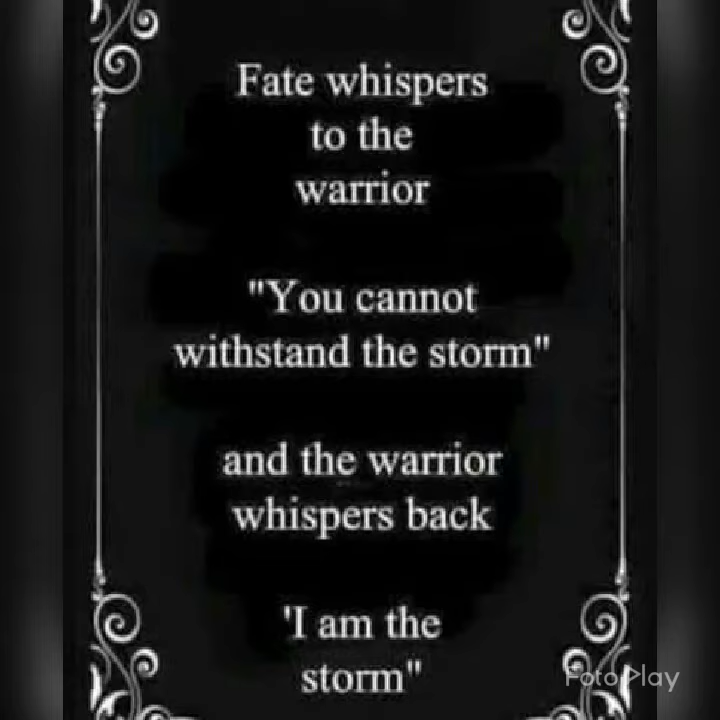 Fate whispers
to the
warrior
"You cannot
withstand the storm"
and the warrior
whispers back
'I am the
storm"
FotoPlay